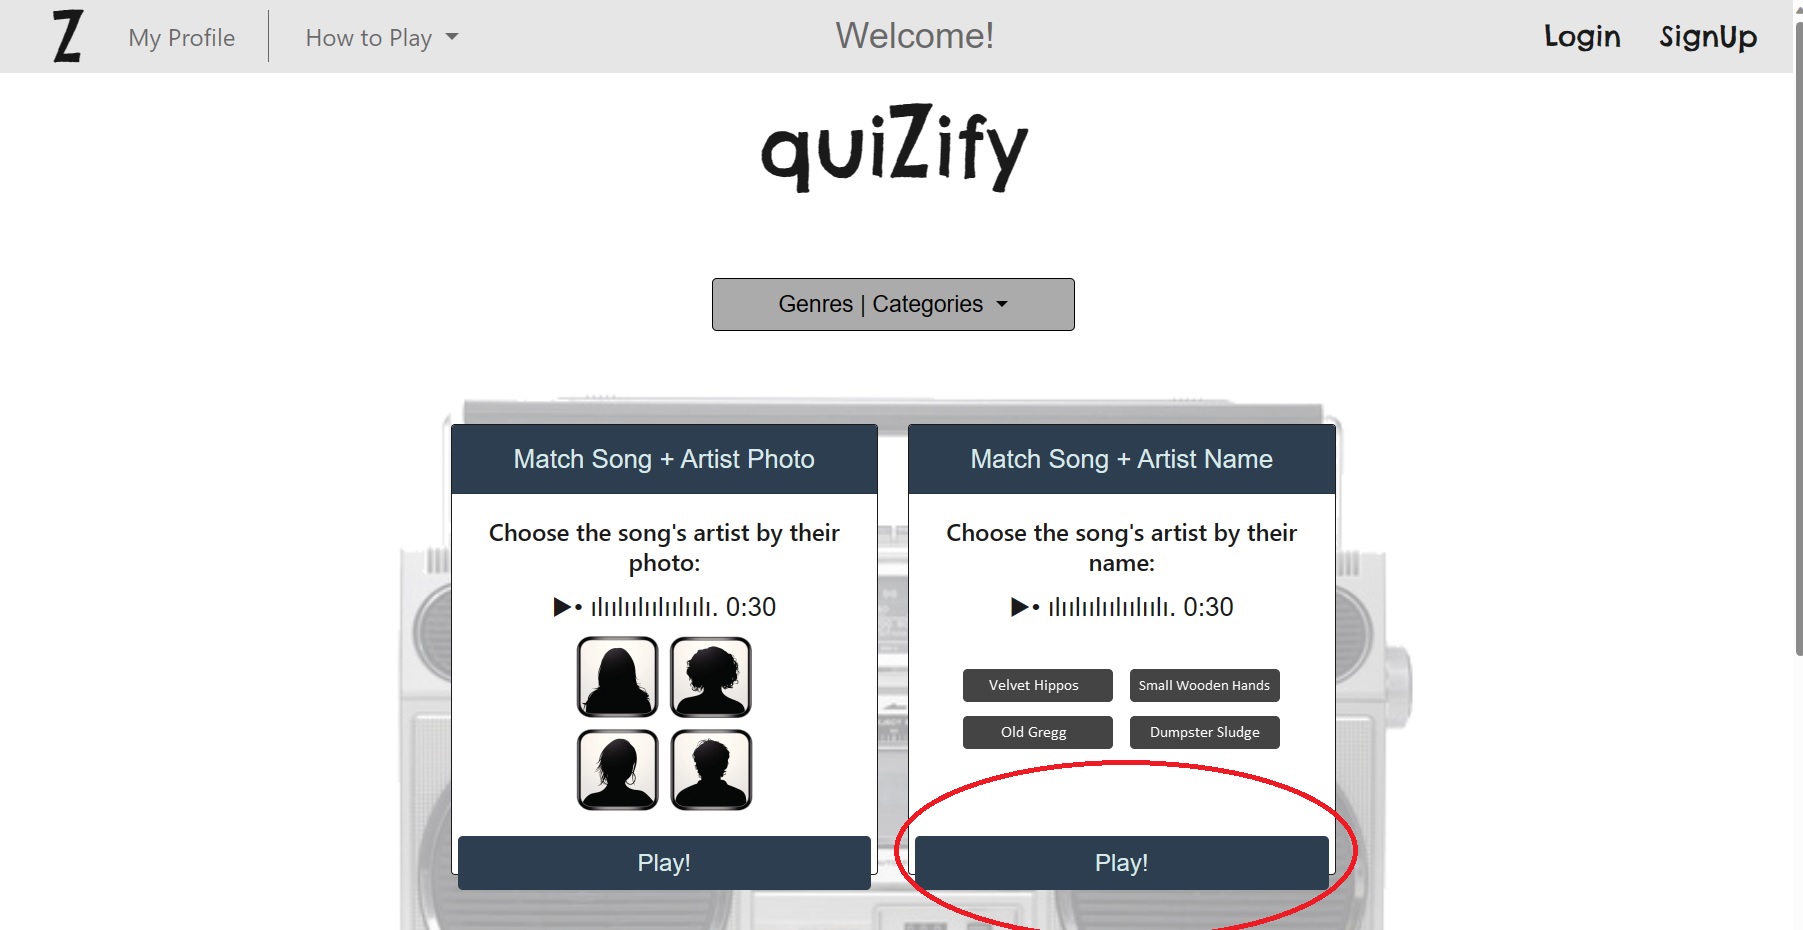 Z My Profile How to Play Welcome! Login SignUp
quiZify
Genres | Categories
Match Song + Artist Photo
Choose the song's artist by their
photo:
0:30
Play!
Match Song + Artist Name
Choose the song's artist by their
name:
0:30
Velvet Hippos Small Wooden Hands
Old Gregg Dumpster Sludge
Play!